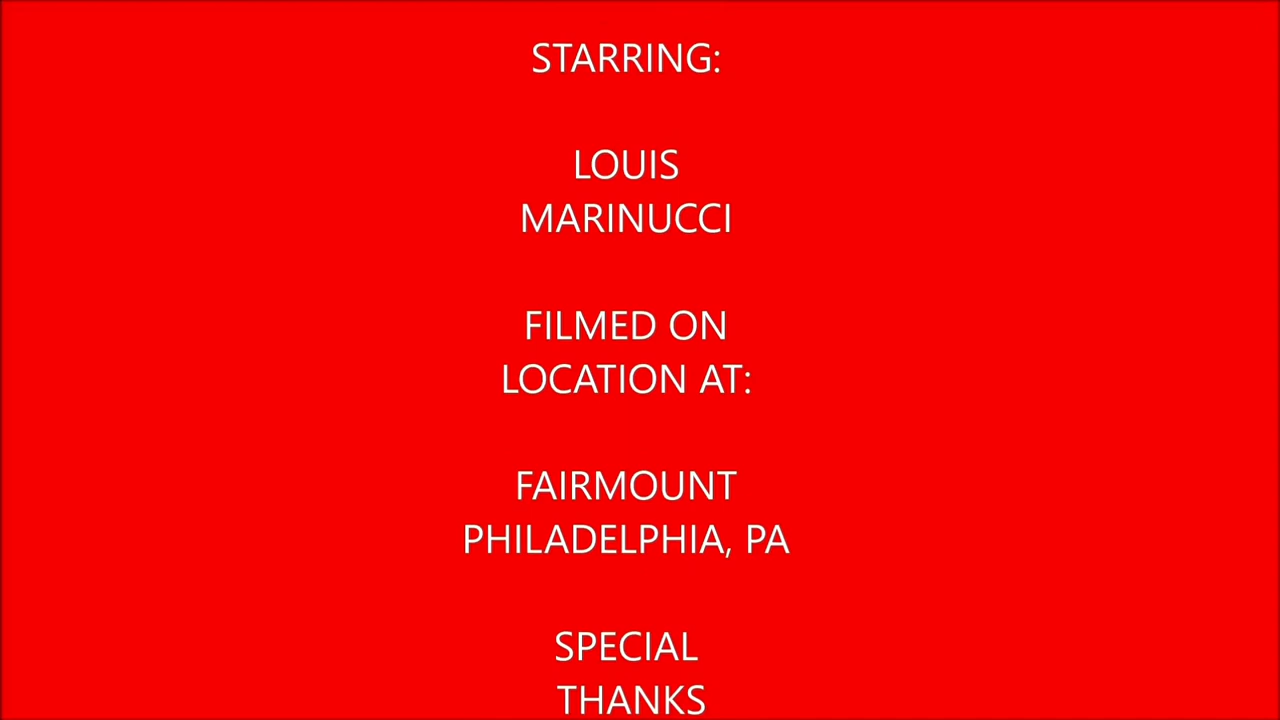 STARRING:
LOUIS
MARINUCCI
FILMED ON
LOCATION AT:
FAIRMOUNT
PHILADELPHIA, PA
SPECIAL
THANKS